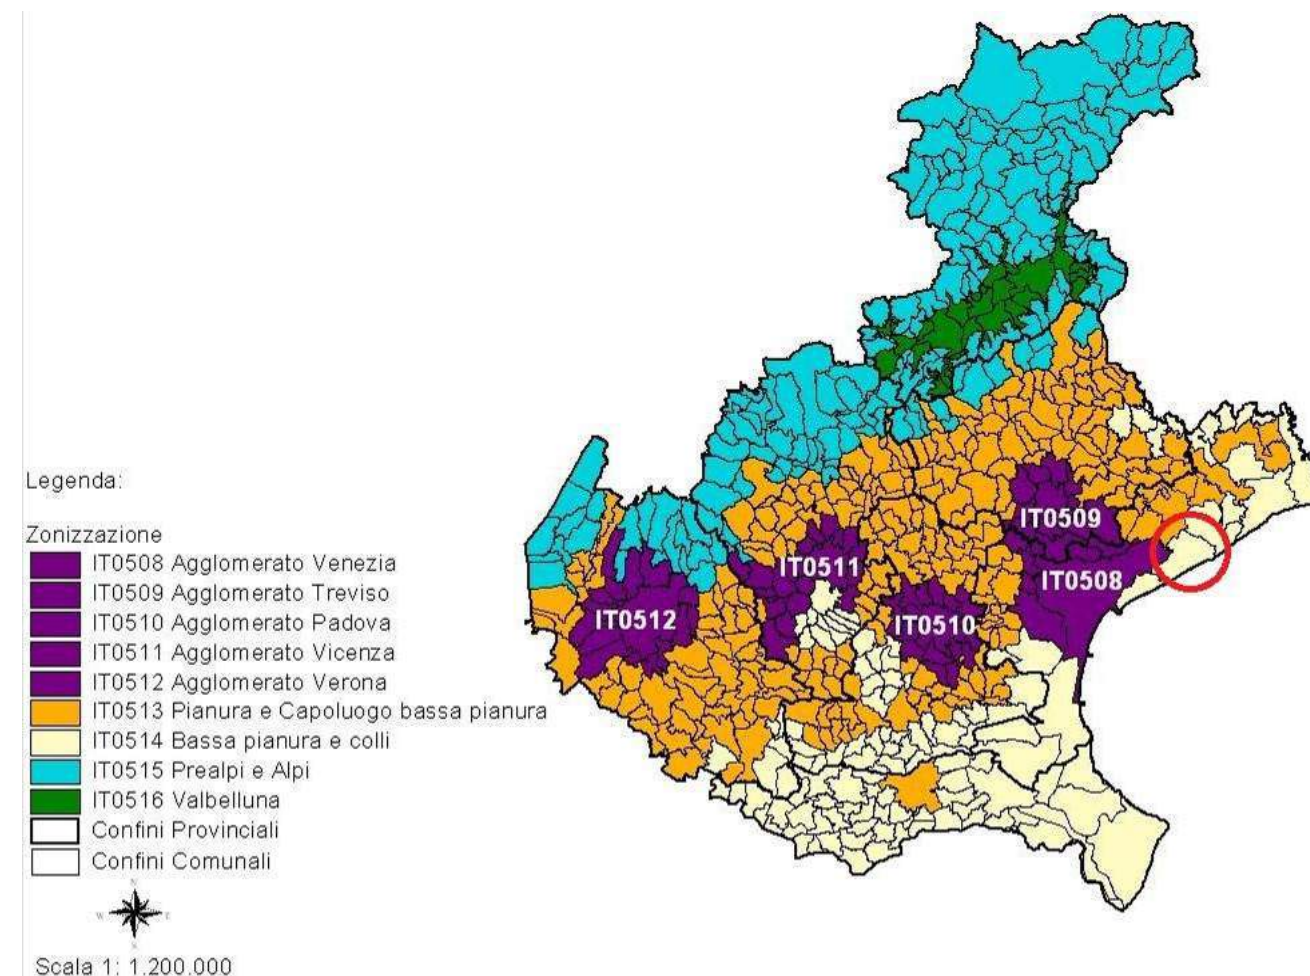 Legenda:
Zonizzazione
IT0508 Agglomerato Venezia
IT0509 Agglomerato Treviso
IT0510 Agglomerato Padova
IT0511 Agglomerato Vicenza
IT0512 Agglomerato Verona
IT0513 Pianura e Capoluogo bassa pianura
IT0514 Bassa pianura e colli
IT0515 Prealpi e Alpi
IT0516 Valbelluna
Confini Provinciali
Confini Comunali
N
W E
S
Scala 1: 1.200.000
IT0509
IT0511
IT0508
IT0512
IT0510